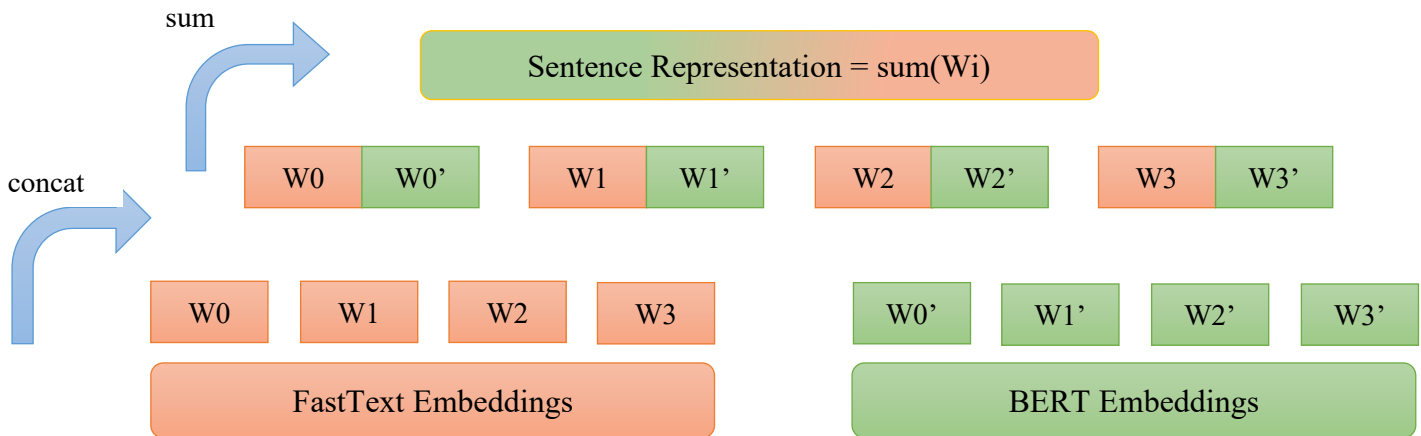 sum
Sentence Representation = sum(Wi)
concat
W0 W0’ W1 W1’ W2 W2’ W3 W3’
W0 W1 W2 W3 W0’ W1’ W2’ W3’
FastText Embeddings BERT Embeddings